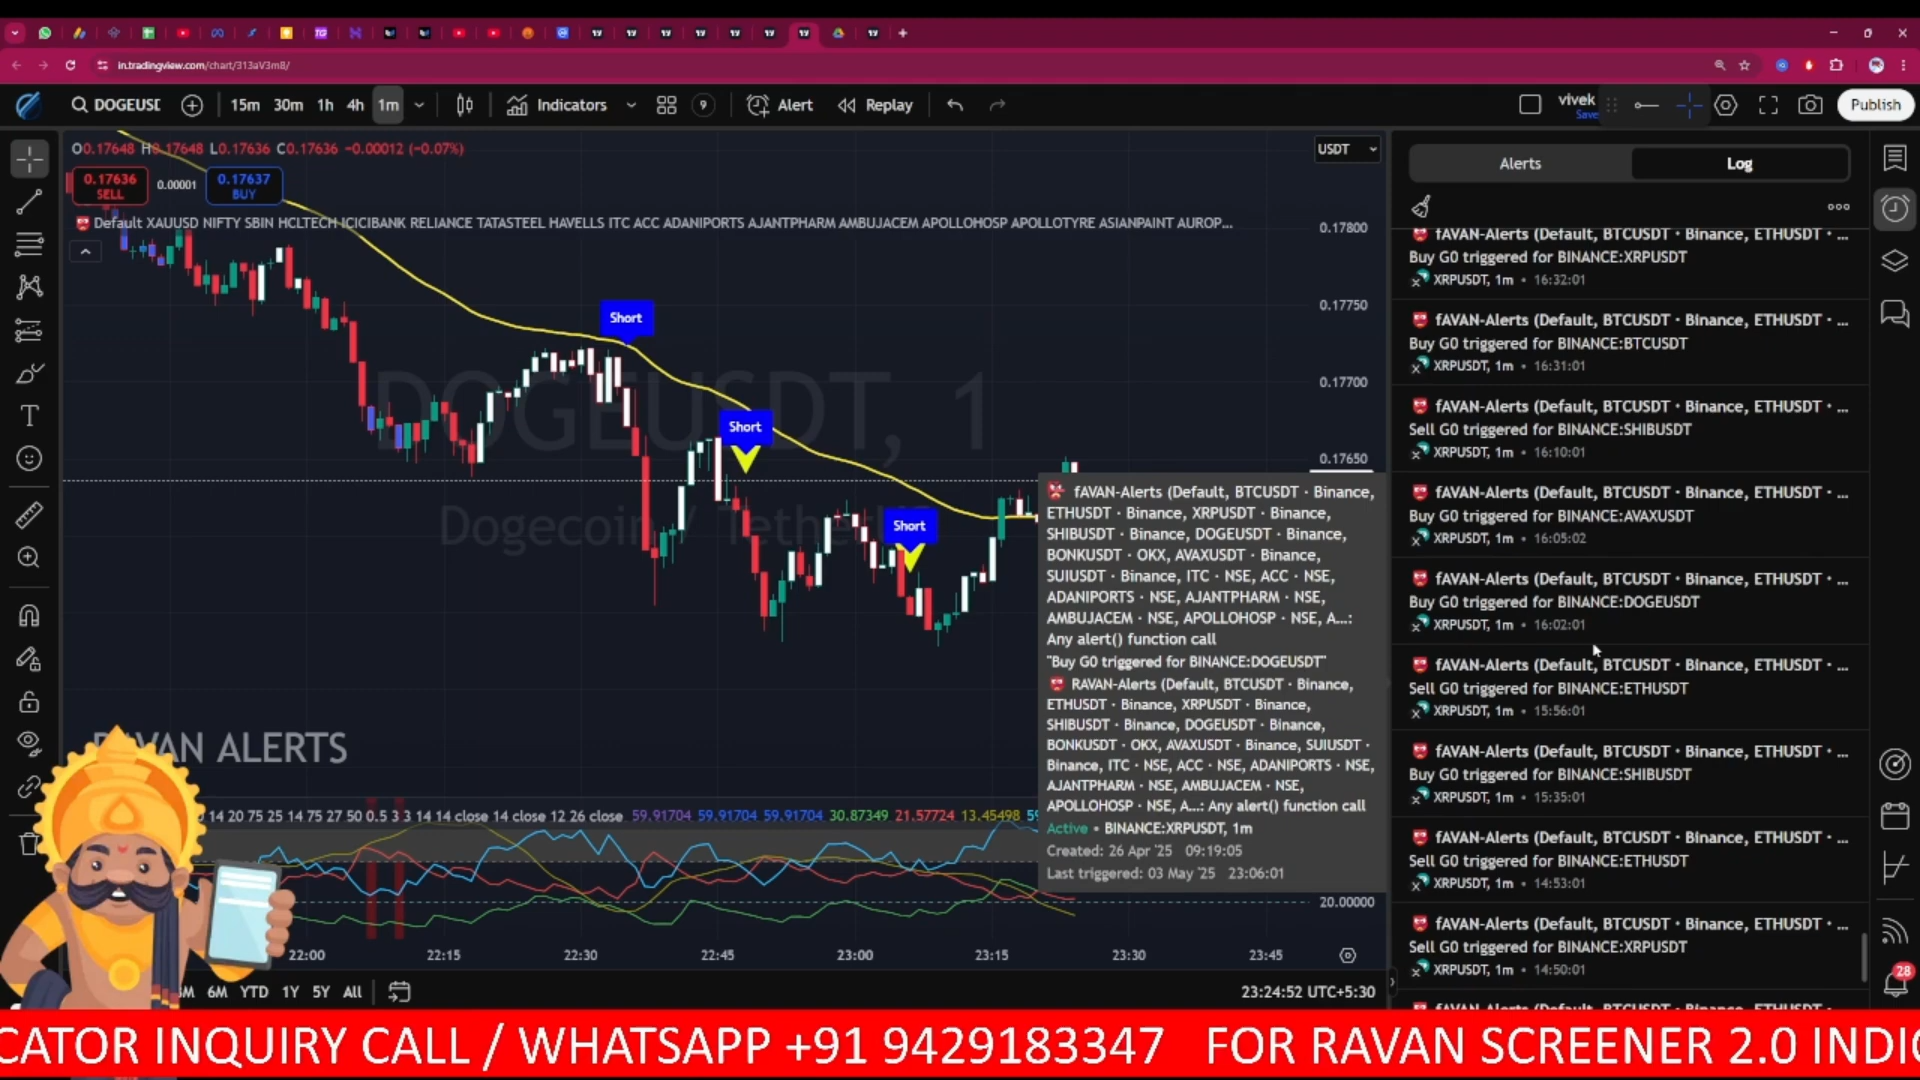 in.tradingview.com/chart/313aV3m8/
DOGEUSD
15m 30m 1h 4h 1m
Indicators
9
Alert
Replay
vivek
Save
Publish
O0.17648 H0.17648 L0.17636 C0.17636 −0.00012 (−0.07%)
USDT
0.17636
SELL
0.00001
0.17637
BUY
Default XAUUSD NIFTY SBIN HCLTECH ICICIBANK RELIANCE TATASTEEL HAVELLS ITC ACC ADANIPORTS AJANTPHARM AMBUJACEM APOLLOHOSP APOLLOTYRE ASIANPAINT AUROP...
0.17800
0.17750
0.17700
0.17650
Short
Short
Short
DOGEUSDT, 1
Dogecoin / TetherUS
fAVAN-Alerts (Default, BTCUSDT · Binance,
ETHUSDT · Binance, XRPUSDT · Binance,
SHIBUSDT · Binance, DOGEUSDT · Binance,
BONKUSDT · OKX, AVAXUSDT · Binance,
SUIUSDT · Binance, ITC · NSE, ACC · NSE,
ADANIPORTS · NSE, AJANTPHARM · NSE,
AMBUJACEM · NSE, APOLLOHOSP · NSE, A...:
Any alert() function call
"Buy G0 triggered for BINANCE:DOGEUSDT"
RAVAN-Alerts (Default, BTCUSDT · Binance,
ETHUSDT · Binance, XRPUSDT · Binance,
SHIBUSDT · Binance, DOGEUSDT · Binance,
BONKUSDT · OKX, AVAXUSDT · Binance, SUIUSDT ·
Binance, ITC · NSE, ACC · NSE, ADANIPORTS · NSE,
AJANTPHARM · NSE, AMBUJACEM · NSE,
APOLLOHOSP · NSE, A...: Any alert() function call
Active • BINANCE:XRPUSDT, 1m
Created: 26 Apr '25 09:19:05
Last triggered: 03 May '25 23:06:01
VAN ALERTS
14 20 75 25 14 75 27 50 0.5 3 3 14 14 close 14 close 12 26 close 59.91704 59.91704 59.91704 30.87349 21.57724 13.45498
20.00000
22:00 22:15 22:30 22:45 23:00 23:15 23:30 23:45
6M YTD 1Y 5Y All
23:24:52 UTC+5:30
Alerts
Log
fAVAN-Alerts (Default, BTCUSDT · Binance, ETHUSDT · ...
Buy G0 triggered for BINANCE:XRPUSDT
XRPUSDT, 1m • 16:32:01
fAVAN-Alerts (Default, BTCUSDT · Binance, ETHUSDT · ...
Buy G0 triggered for BINANCE:BTCUSDT
XRPUSDT, 1m • 16:31:01
fAVAN-Alerts (Default, BTCUSDT · Binance, ETHUSDT · ...
Sell G0 triggered for BINANCE:SHIBUSDT
XRPUSDT, 1m • 16:10:01
fAVAN-Alerts (Default, BTCUSDT · Binance, ETHUSDT · ...
Buy G0 triggered for BINANCE:AVAXUSDT
XRPUSDT, 1m • 16:05:02
fAVAN-Alerts (Default, BTCUSDT · Binance, ETHUSDT · ...
Buy G0 triggered for BINANCE:DOGEUSDT
XRPUSDT, 1m • 16:02:01
fAVAN-Alerts (Default, BTCUSDT · Binance, ETHUSDT · ...
Sell G0 triggered for BINANCE:ETHUSDT
XRPUSDT, 1m • 15:56:01
fAVAN-Alerts (Default, BTCUSDT · Binance, ETHUSDT · ...
Buy G0 triggered for BINANCE:SHIBUSDT
XRPUSDT, 1m • 15:35:01
fAVAN-Alerts (Default, BTCUSDT · Binance, ETHUSDT · ...
Sell G0 triggered for BINANCE:ETHUSDT
XRPUSDT, 1m • 14:53:01
fAVAN-Alerts (Default, BTCUSDT · Binance, ETHUSDT · ...
Sell G0 triggered for BINANCE:XRPUSDT
XRPUSDT, 1m • 14:50:01
fAVAN-Alerts (Default, BTCUSDT · Binance, ETHUSDT · ...
28
CATOR INQUIRY CALL / WHATSAPP +91 9429183347 FOR RAVAN SCREENER 2.0 INDIC